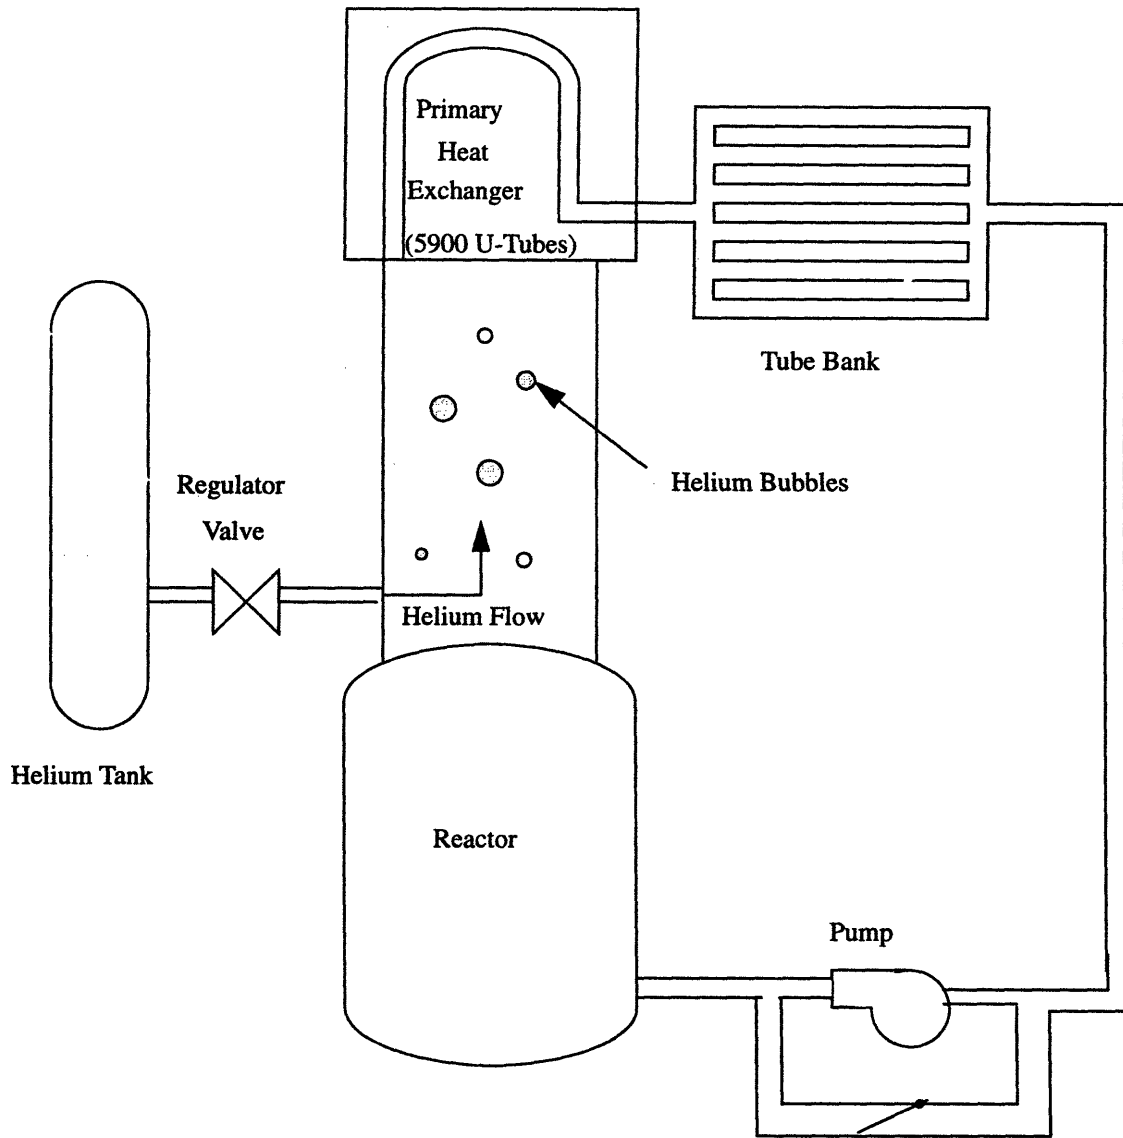 Primary
Heat
Exchanger
(5900 U-Tubes)
Tube Bank
Helium Bubbles
Regulator
Valve
Helium Flow
Helium Tank
Reactor
Pump